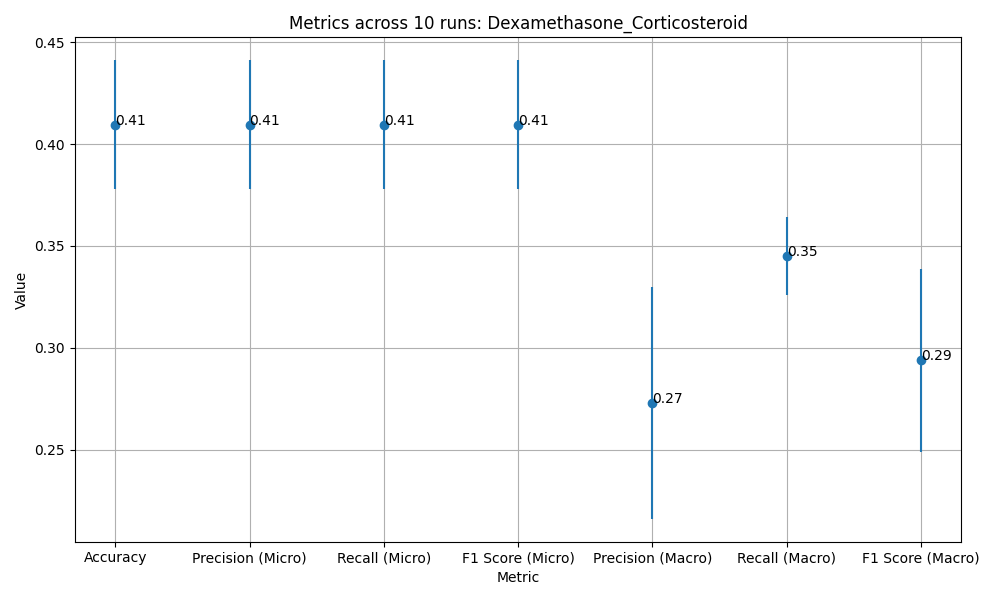 Metrics across 10 runs: Dexamethasone_Corticosteroid
0.45
0.40
0.35
0.30
0.25
Value
0.41
0.41
0.41
0.41
0.27
0.35
0.29
Accuracy
Precision (Micro)
Recall (Micro)
F1 Score (Micro)
Precision (Macro)
Recall (Macro)
F1 Score (Macro)
Metric